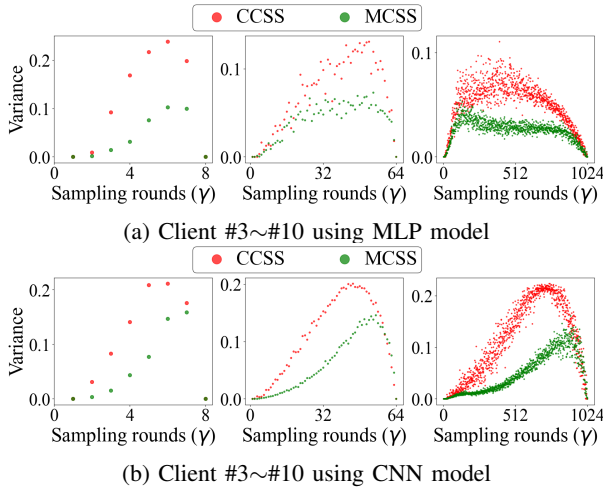 CCSS MCSS
Variance
0.2
0.1
0.0
0 4 8
Sampling rounds (γ)
0.1
0.0
0 32 64
Sampling rounds (γ)
0.1
0.0
0 512 1024
Sampling rounds (γ)
(a) Client #3~#10 using MLP model
CCSS MCSS
Variance
0.2
0.1
0.0
0 4 8
Sampling rounds (γ)
0.2
0.1
0.0
0 32 64
Sampling rounds (γ)
0.2
0.1
0.0
0 512 1024
Sampling rounds (γ)
(b) Client #3~#10 using CNN model